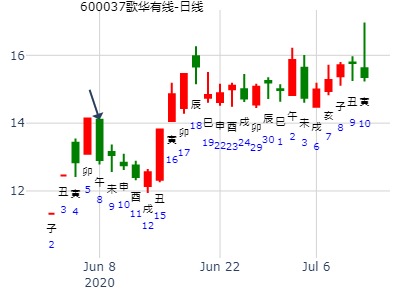 600037歌华有线-日线
16
14
12
子
2
丑
3
寅
4
卯
5
午
8
未
9
申
10
酉
11
戌
12
丑
15
寅
16
卯
17
辰
18
巳
19
申
22
酉
23
戌
24
卯
29
辰
30
巳
1
午
2
未
3
戌
6
亥
7
子
8
丑
9
寅
10
Jun 8
2020
Jun 22
Jul 6